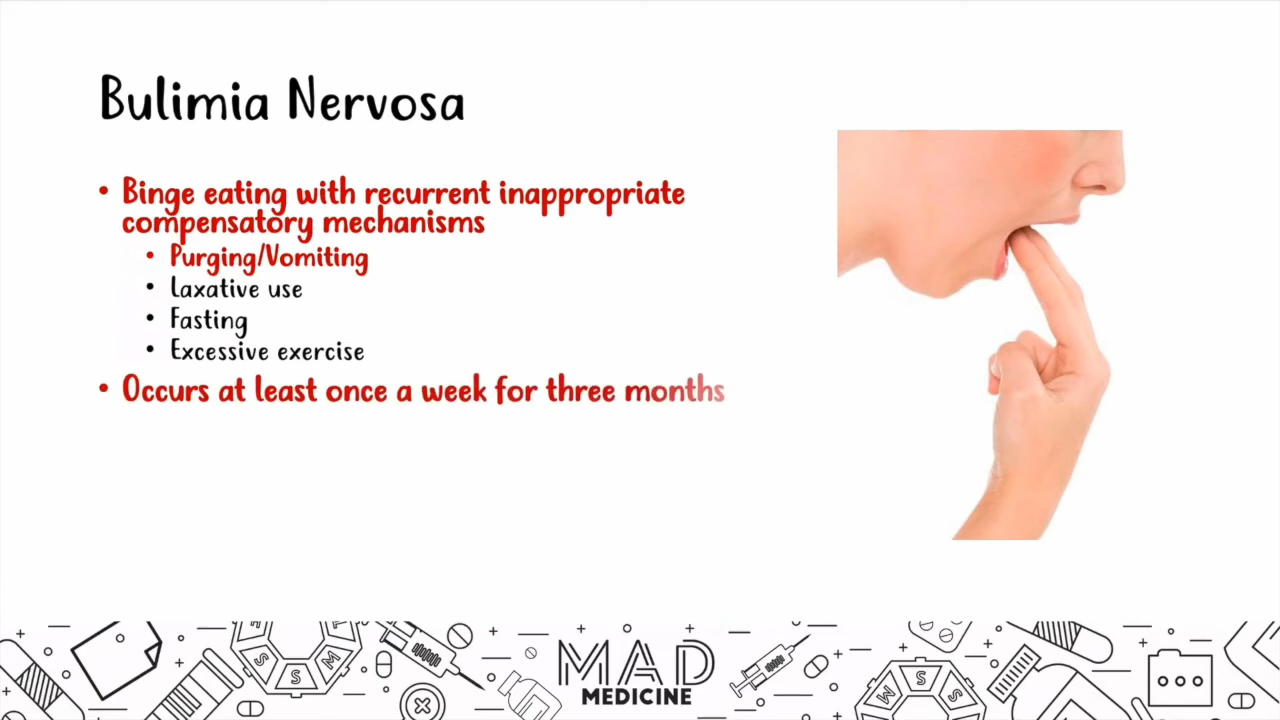 Bulimia Nervosa
• Binge eating with recurrent inappropriate
compensatory mechanisms
• Purging/Vomiting
• Laxative use
• Fasting
• Excessive exercise
• Occurs at least once a week for three months
MAD
MEDICINE
S
S
M
M
S
S